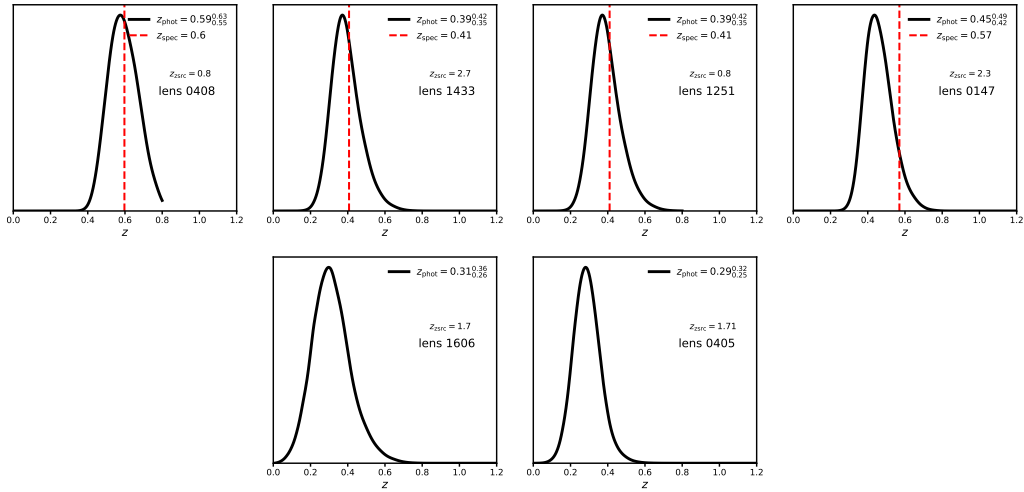 z_phot = 0.59^0.63_0.55
z_spec = 0.6
z_zsrc = 0.8
lens 0408
0.0 0.2 0.4 0.6 0.8 1.0 1.2
z
z_phot = 0.39^0.42_0.35
z_spec = 0.41
z_zsrc = 2.7
lens 1433
0.0 0.2 0.4 0.6 0.8 1.0 1.2
z
z_phot = 0.39^0.42_0.35
z_spec = 0.41
z_zsrc = 0.8
lens 1251
0.0 0.2 0.4 0.6 0.8 1.0 1.2
z
z_phot = 0.45^0.49_0.42
z_spec = 0.57
z_zsrc = 2.3
lens 0147
0.0 0.2 0.4 0.6 0.8 1.0 1.2
z
z_phot = 0.31^0.36_0.26
z_zsrc = 1.7
lens 1606
0.0 0.2 0.4 0.6 0.8 1.0 1.2
z
z_phot = 0.29^0.32_0.25
z_zsrc = 1.71
lens 0405
0.0 0.2 0.4 0.6 0.8 1.0 1.2
z